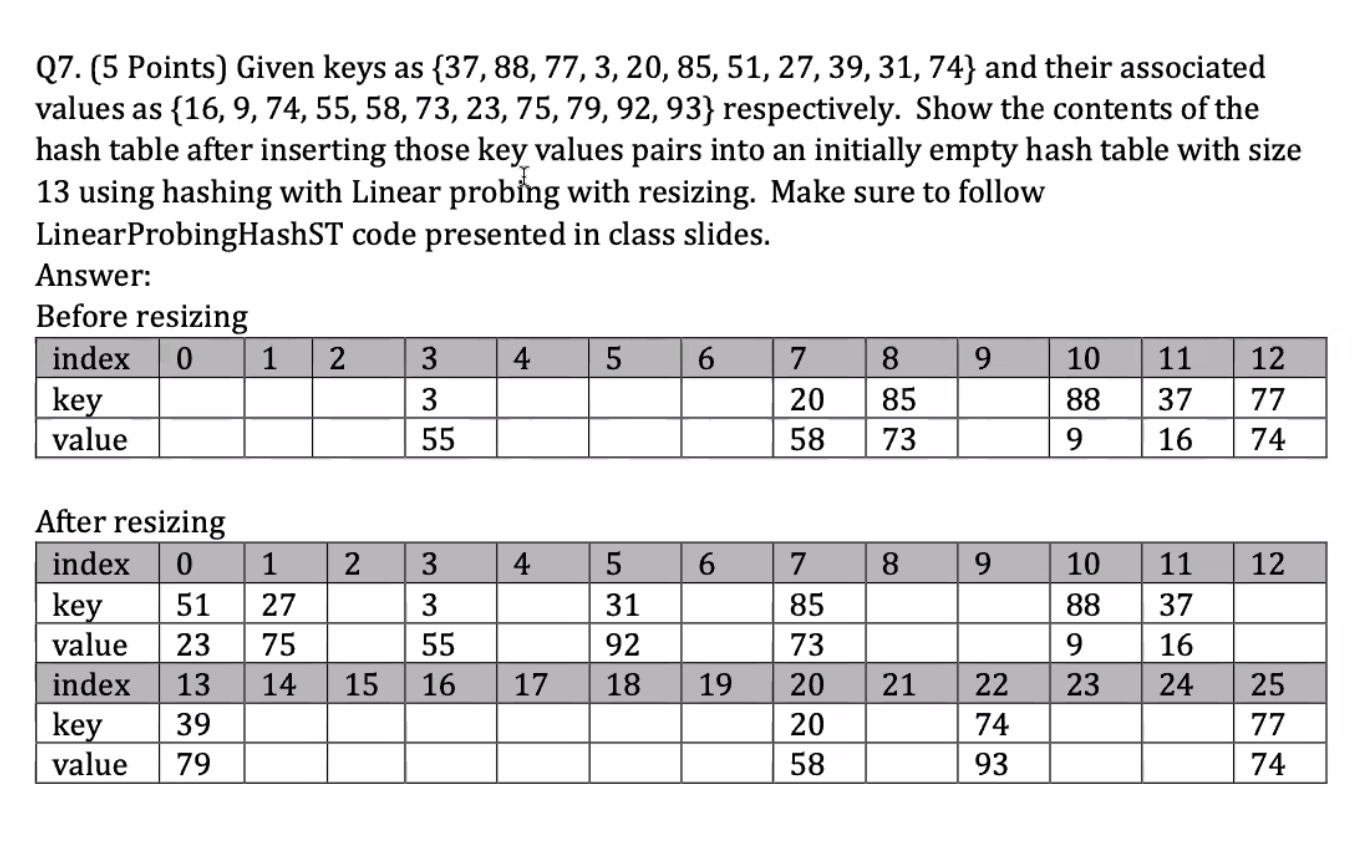 Q7. (5 Points) Given keys as {37, 88, 77, 3, 20, 85, 51, 27, 39, 31, 74} and their associated
values as {16, 9, 74, 55, 58, 73, 23, 75, 79, 92, 93} respectively.  Show the contents of the
hash table after inserting those key values pairs into an initially empty hash table with size
13 using hashing with Linear probing with resizing.  Make sure to follow
LinearProbingHashST code presented in class slides.
Answer:
Before resizing
index 0 1 2 3 4 5 6 7 8 9 10 11 12
key 3 20 85 88 37 77
value 55 58 73 9 16 74
After resizing
index 0 1 2 3 4 5 6 7 8 9 10 11 12
key 51 27 3 31 85 88 37
value 23 75 55 92 73 9 16
index 13 14 15 16 17 18 19 20 21 22 23 24 25
key 39 20 74 77
value 79 58 93 74